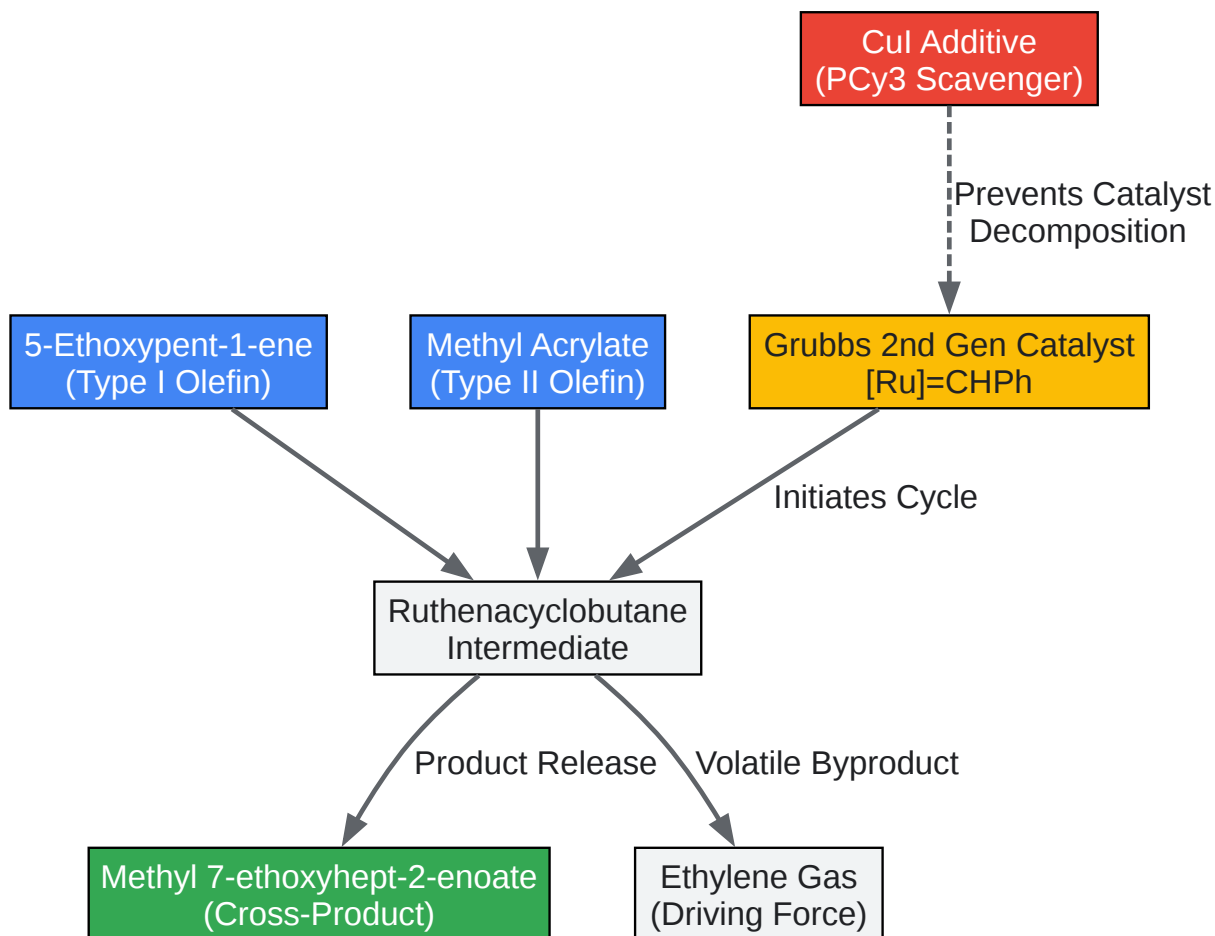 CuI Additive
(PCy3 Scavenger)
Prevents Catalyst
Decomposition
5-Ethoxypent-1-ene
(Type I Olefin)
Methyl Acrylate
(Type II Olefin)
Grubbs 2nd Gen Catalyst
[Ru]=CHPh
Initiates Cycle
Ruthenacyclobutane
Intermediate
Product Release
Volatile Byproduct
Methyl 7-ethoxyhept-2-enoate
(Cross-Product)
Ethylene Gas
(Driving Force)